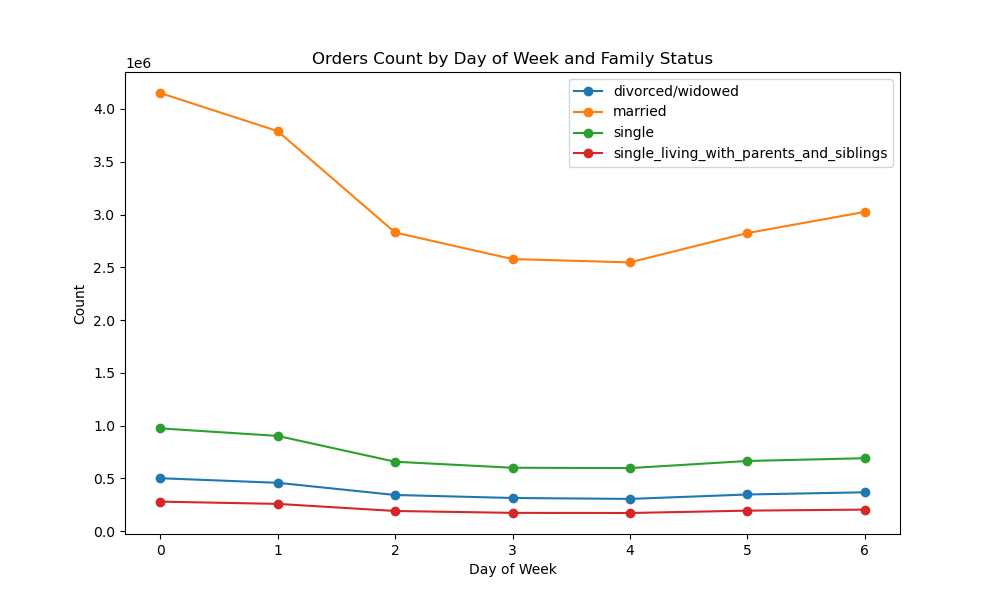 Orders Count by Day of Week and Family Status
1e6
divorced/widowed
married
single
single_living_with_parents_and_siblings
4.0
3.5
3.0
2.5
2.0
1.5
1.0
0.5
0.0
Count
0 1 2 3 4 5 6
Day of Week